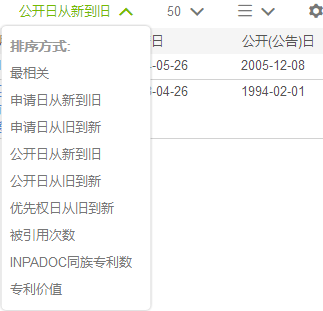 公开日从新到旧 50
排序方式:
最相关
申请日从新到旧
申请日从旧到新
公开日从新到旧
公开日从旧到新
优先权日从旧到新
被引用次数
INPADOC同族专利数
专利价值
日 公开(公告)日
-05-26 2005-12-08
-04-26 1994-02-01